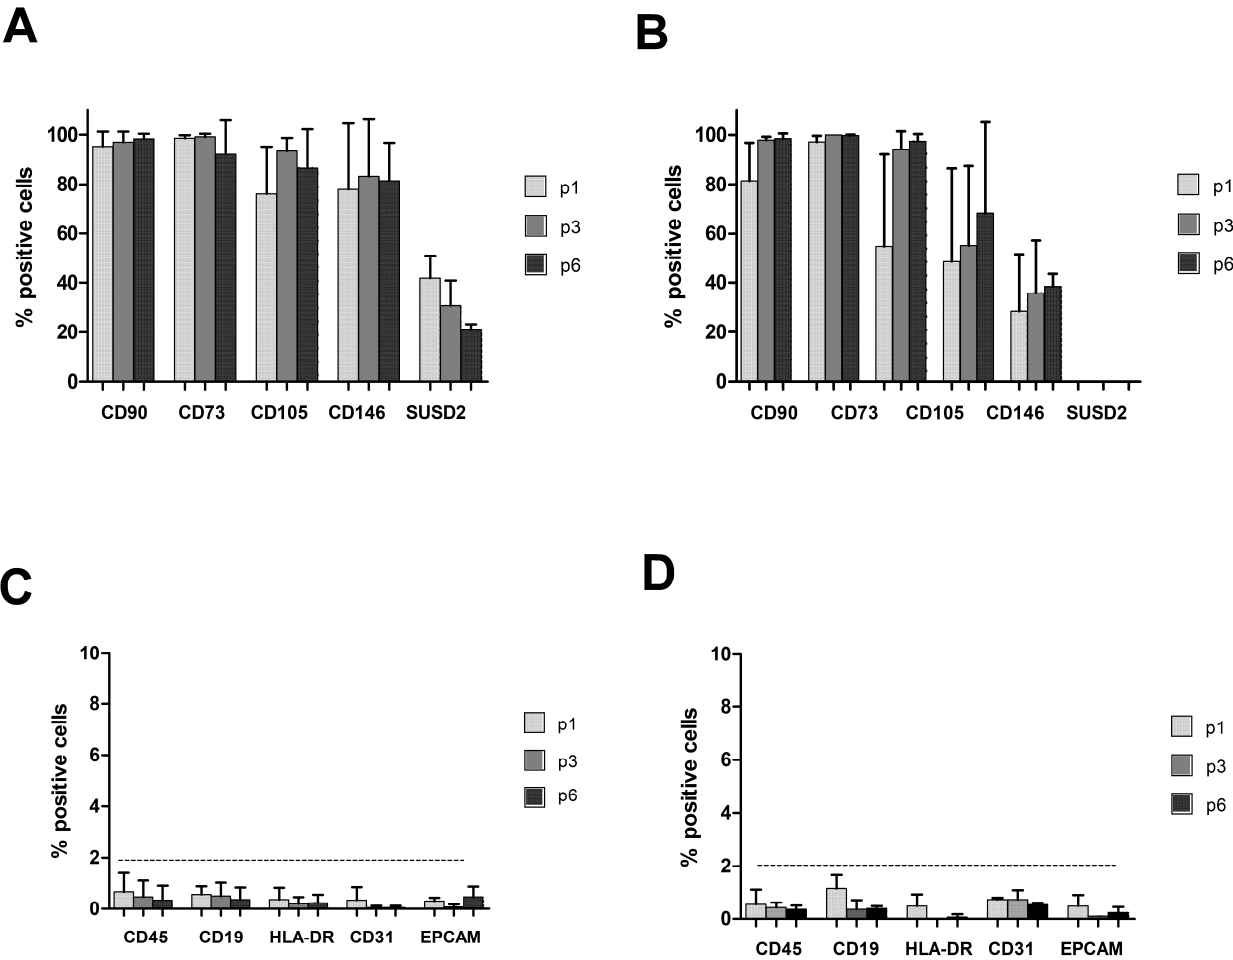 A
% positive cells
100
80
60
40
20
0
CD90 CD73 CD105 CD146 SUSD2
p1
p3
p6
B
% positive cells
100
80
60
40
20
0
CD90 CD73 CD105 CD146 SUSD2
p1
p3
p6
C
% positive cells
10
8
6
4
2
0
CD45 CD19 HLA-DR CD31 EPCAM
p1
p3
p6
D
% positive cells
10
8
6
4
2
0
CD45 CD19 HLA-DR CD31 EPCAM
p1
p3
p6